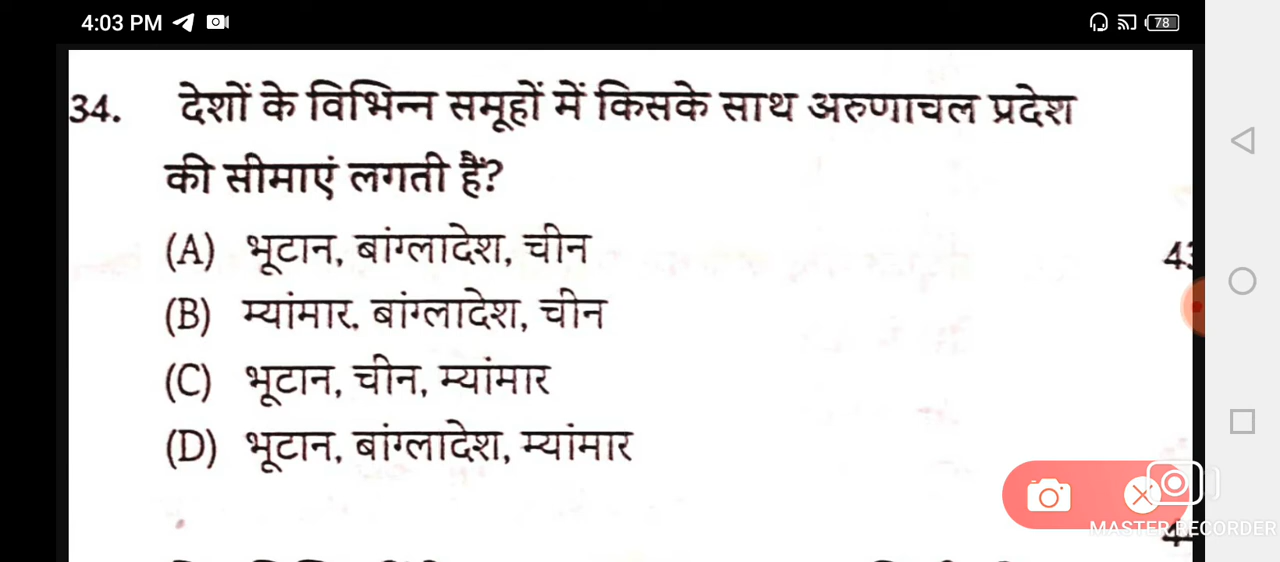 4:03 PM
78
34. देशों के विभिन्न समूहों में किसके साथ अरुणाचल प्रदेश
की सीमाएं लगती हैं?
(A) भूटान, बांग्लादेश, चीन
(B) म्यांमार, बांग्लादेश, चीन
(C) भूटान, चीन, म्यांमार
(D) भूटान, बांग्लादेश, म्यांमार
MASTER RECORDER